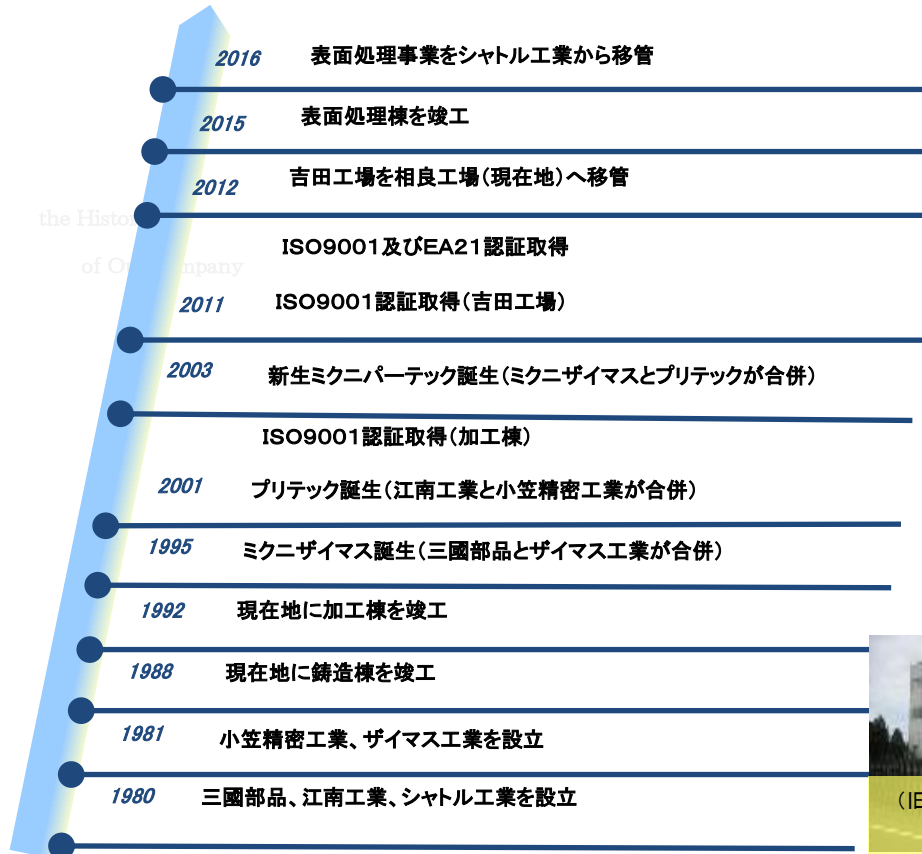 2016 表面処理事業をシャトル工業から移管
2015 表面処理棟を竣工
2012 吉田工場を相良工場（現在地）へ移管
the Histo
of O mpany
ISO9001及びEA21認証取得
2011 ISO9001認証取得（吉田工場）
2003 新生ミクニパーテック誕生（ミクニザイマスとプリテックが合併）
ISO9001認証取得（加工棟）
2001 プリテック誕生（江南工業と小笠精密工業が合併）
1995 ミクニザイマス誕生（三國部品とザイマス工業が合併）
1992 現在地に加工棟を竣工
1988 現在地に鋳造棟を竣工
1981 小笠精密工業、ザイマス工業を設立
1980 三國部品、江南工業、シャトル工業を設立
（旧